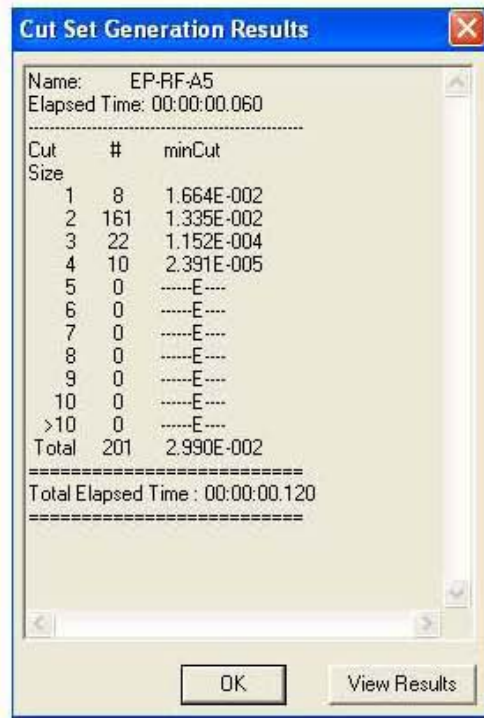 Cut Set Generation Results
Name: EP-RF-A5
Elapsed Time: 00:00:00.060
--------------------------------------------------
Cut # minCut
Size
1 8 1.664E-002
2 161 1.335E-002
3 22 1.152E-004
4 10 2.391E-005
5 0 ------E----
6 0 ------E----
7 0 ------E----
8 0 ------E----
9 0 ------E----
10 0 ------E----
>10 0 ------E----
Total 201 2.990E-002
==========================
Total Elapsed Time : 00:00:00.120
==========================
OK View Results